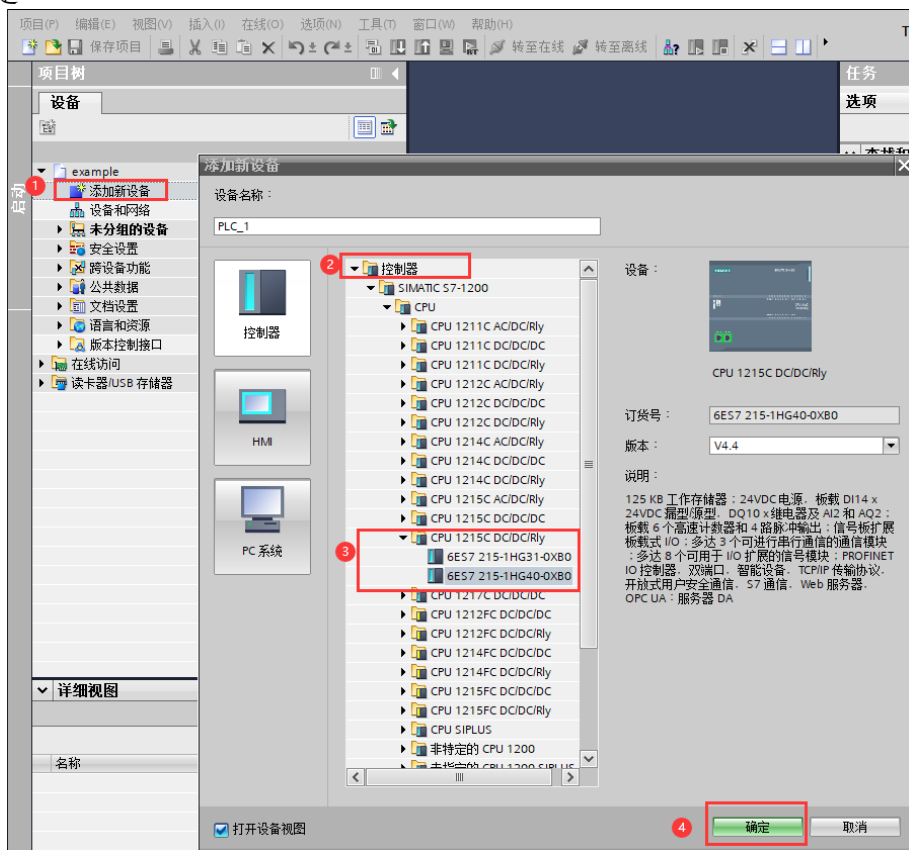 项目(P) 编辑(E) 视图(V) 插入(I) 在线(O) 选项(N) 工具(T) 窗口(W) 帮助(H)
保存项目 转至在线 转至离线
项目树
任务
设备
选项
启动
example
1
添加新设备
设备和网络
未分组的设备
安全设置
跨设备功能
公共数据
文档设置
语言和资源
版本控制接口
在线访问
读卡器/USB 存储器
详细视图
名称
添加新设备
设备名称：
PLC_1
控制器
HMI
PC 系统
2
控制器
SIMATIC S7-1200
CPU
CPU 1211C AC/DC/Rly
CPU 1211C DC/DC/DC
CPU 1211C DC/DC/Rly
CPU 1212C AC/DC/Rly
CPU 1212C DC/DC/DC
CPU 1212C DC/DC/Rly
CPU 1214C AC/DC/Rly
CPU 1214C DC/DC/DC
CPU 1214C DC/DC/Rly
CPU 1215C AC/DC/Rly
CPU 1215C DC/DC/DC
CPU 1215C DC/DC/Rly
3
6ES7 215-1HG31-0XB0
6ES7 215-1HG40-0XB0
CPU 1217C DC/DC/DC
CPU 1212FC DC/DC/DC
CPU 1212FC DC/DC/Rly
CPU 1214FC DC/DC/DC
CPU 1214FC DC/DC/Rly
CPU 1215FC DC/DC/DC
CPU 1215FC DC/DC/Rly
CPU SIPLUS
非特定的 CPU 1200
未指定的 CPU 1200 SIPLUS
设备：
CPU 1215C DC/DC/Rly
订货号：
6ES7 215-1HG40-0XB0
版本：
V4.4
说明：
125 KB 工作存储器；24VDC 电源，板载 DI14 x
24VDC 漏型/源型，DQ10 x 继电器及 AI2 和 AQ2；
板载 6 个高速计数器和 4 路脉冲输出；信号板扩展
板载式 I/O；多达 3 个可进行串行通信的通信模块
；多达 8 个可用于 I/O 扩展的信号模块；PROFINET
IO 控制器，双端口，智能设备，TCP/IP 传输协议，
开放式用户安全通信，S7 通信，Web 服务器，
OPC UA：服务器 DA
打开设备视图
4
确定
取消